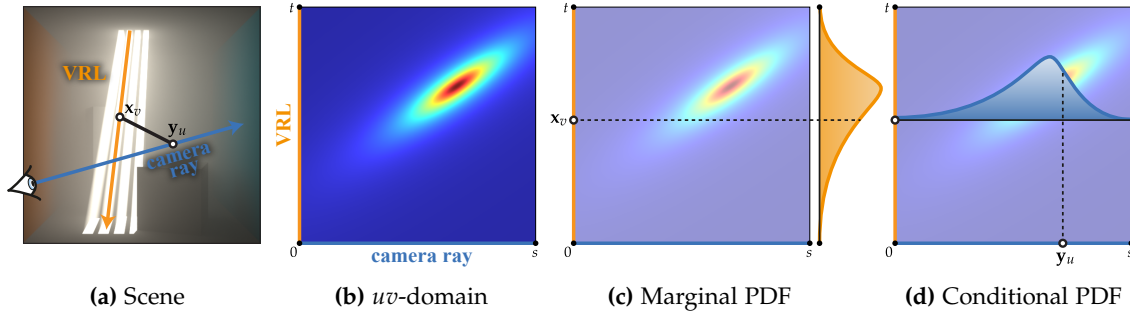 VRL
x_v
y_u
camera
ray
t
VRL
0
camera ray
s
t
x_v
0
s
t
0
y_u
s
(a) Scene
(b) uv-domain
(c) Marginal PDF
(d) Conditional PDF